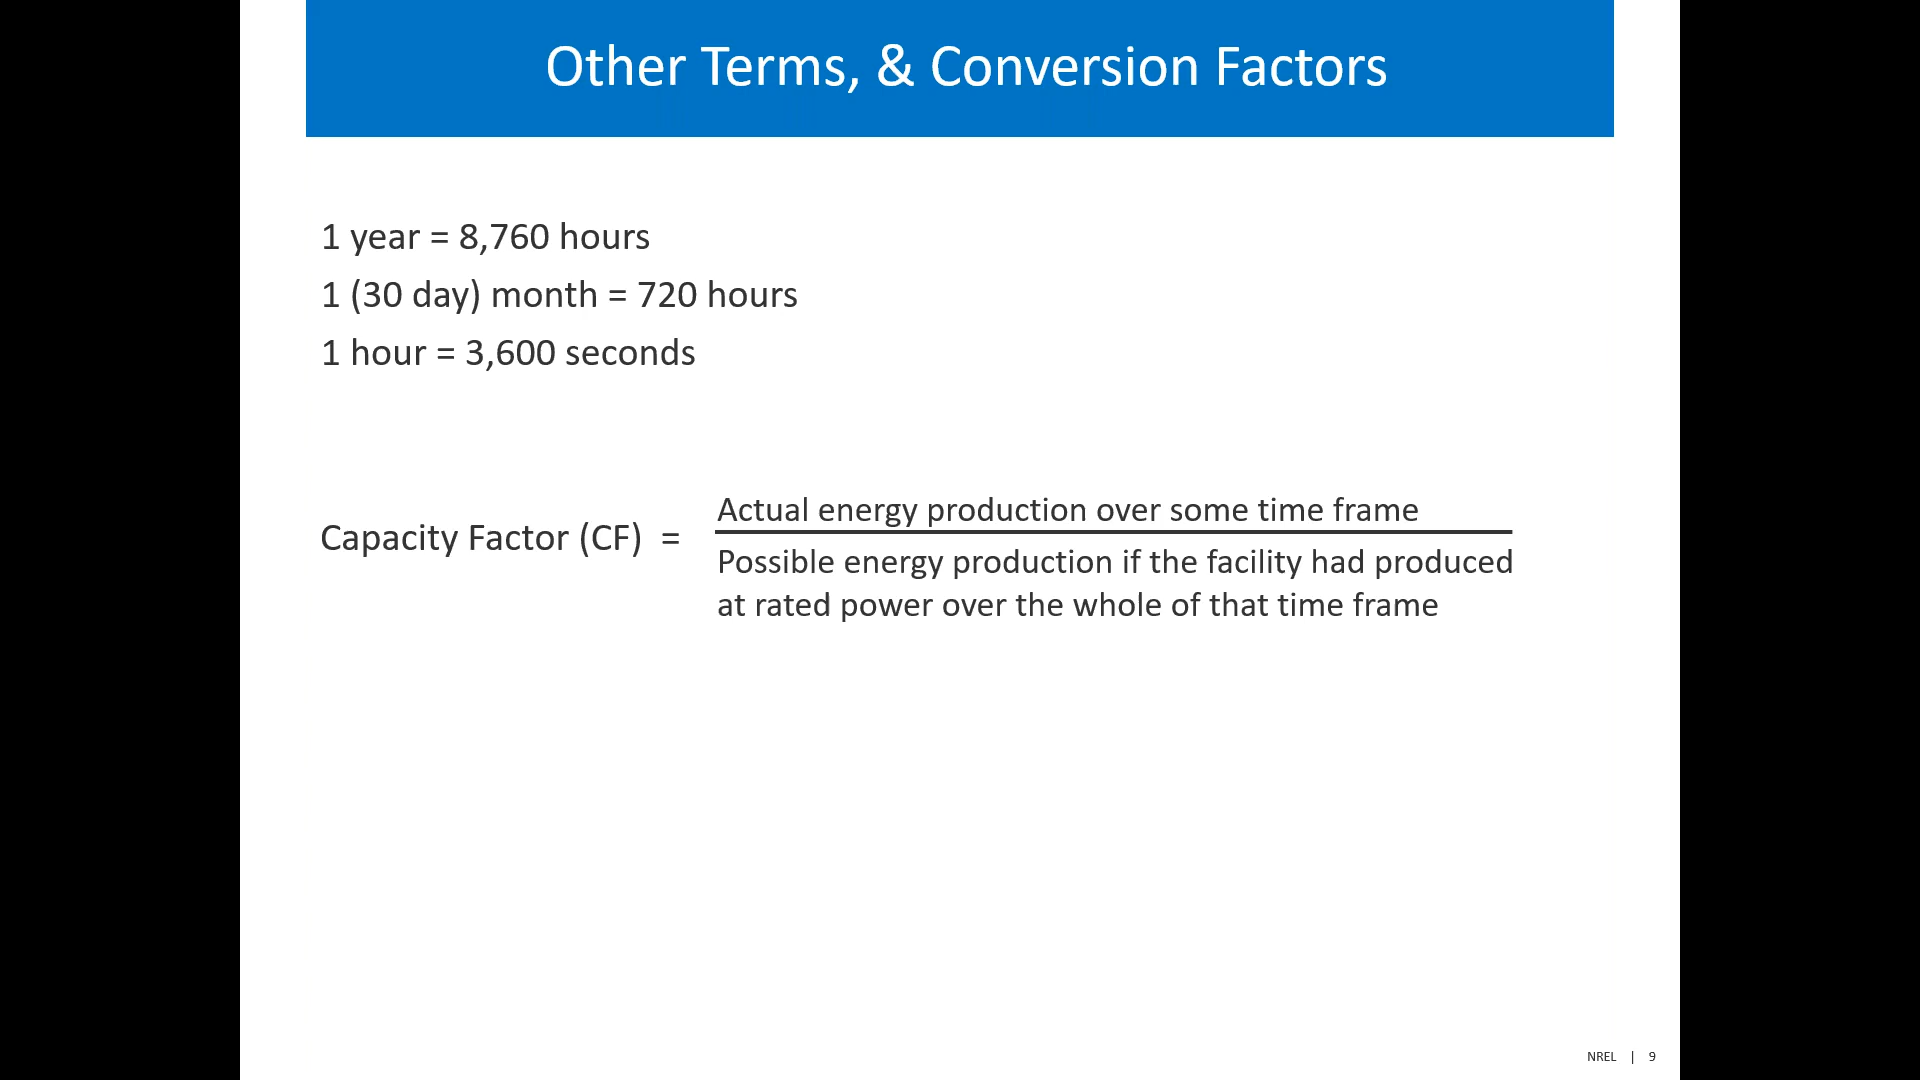 Other Terms, & Conversion Factors
1 year = 8,760 hours
1 (30 day) month = 720 hours
1 hour = 3,600 seconds
Capacity Factor (CF) =
Actual energy production over some time frame
Possible energy production if the facility had produced
at rated power over the whole of that time frame
NREL | 9